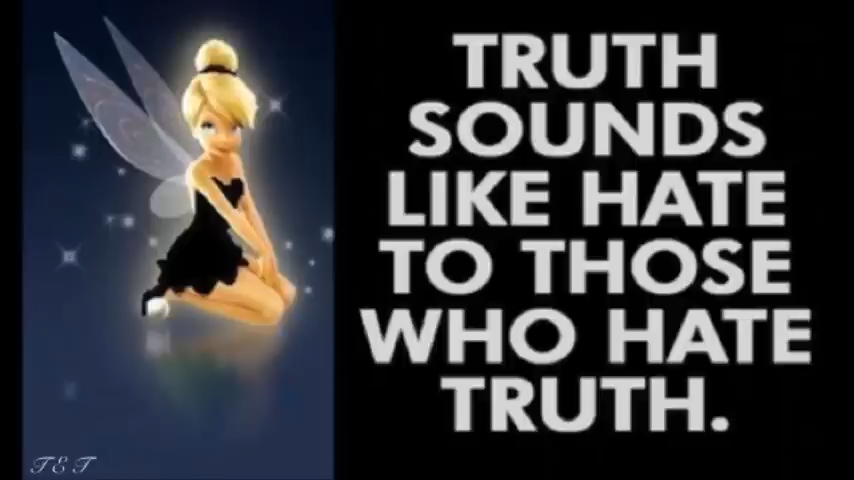 TRUTH
SOUNDS
LIKE HATE
TO THOSE
WHO HATE
TRUTH.
T&T